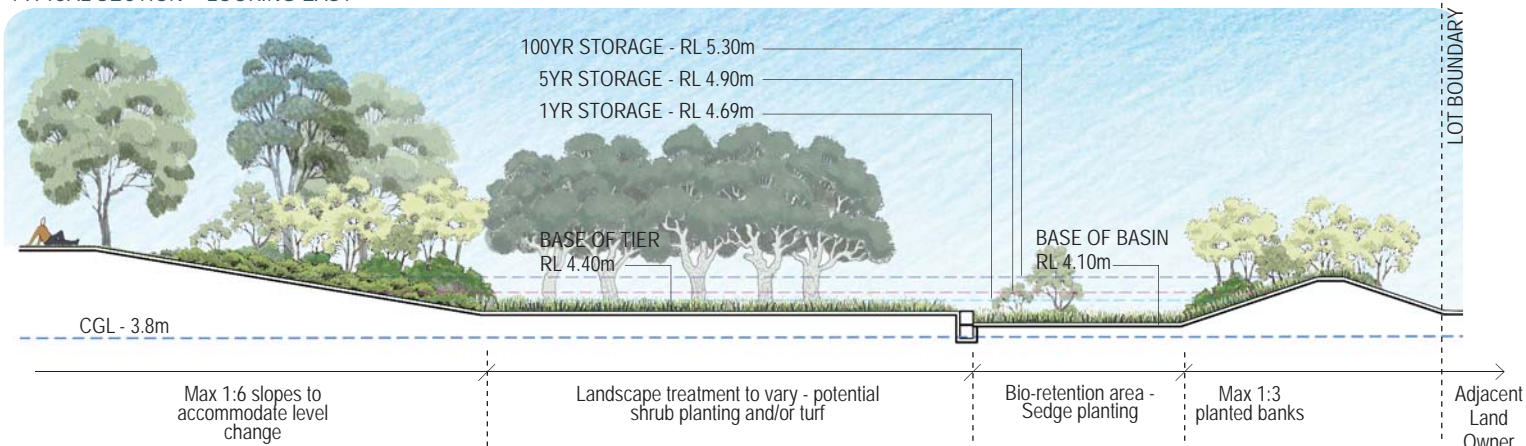 100YR STORAGE - RL 5.30m
5YR STORAGE - RL 4.90m
1YR STORAGE - RL 4.69m
LOT BOUNDARY
BASE OF TIER
RL 4.40m
BASE OF BASIN
RL 4.10m
CGL - 3.8m
Max 1:6 slopes to
accommodate level
change
Landscape treatment to vary - potential
shrub planting and/or turf
Bio-retention area -
Sedge planting
Max 1:3
planted banks
Adjacent
Land
Owner